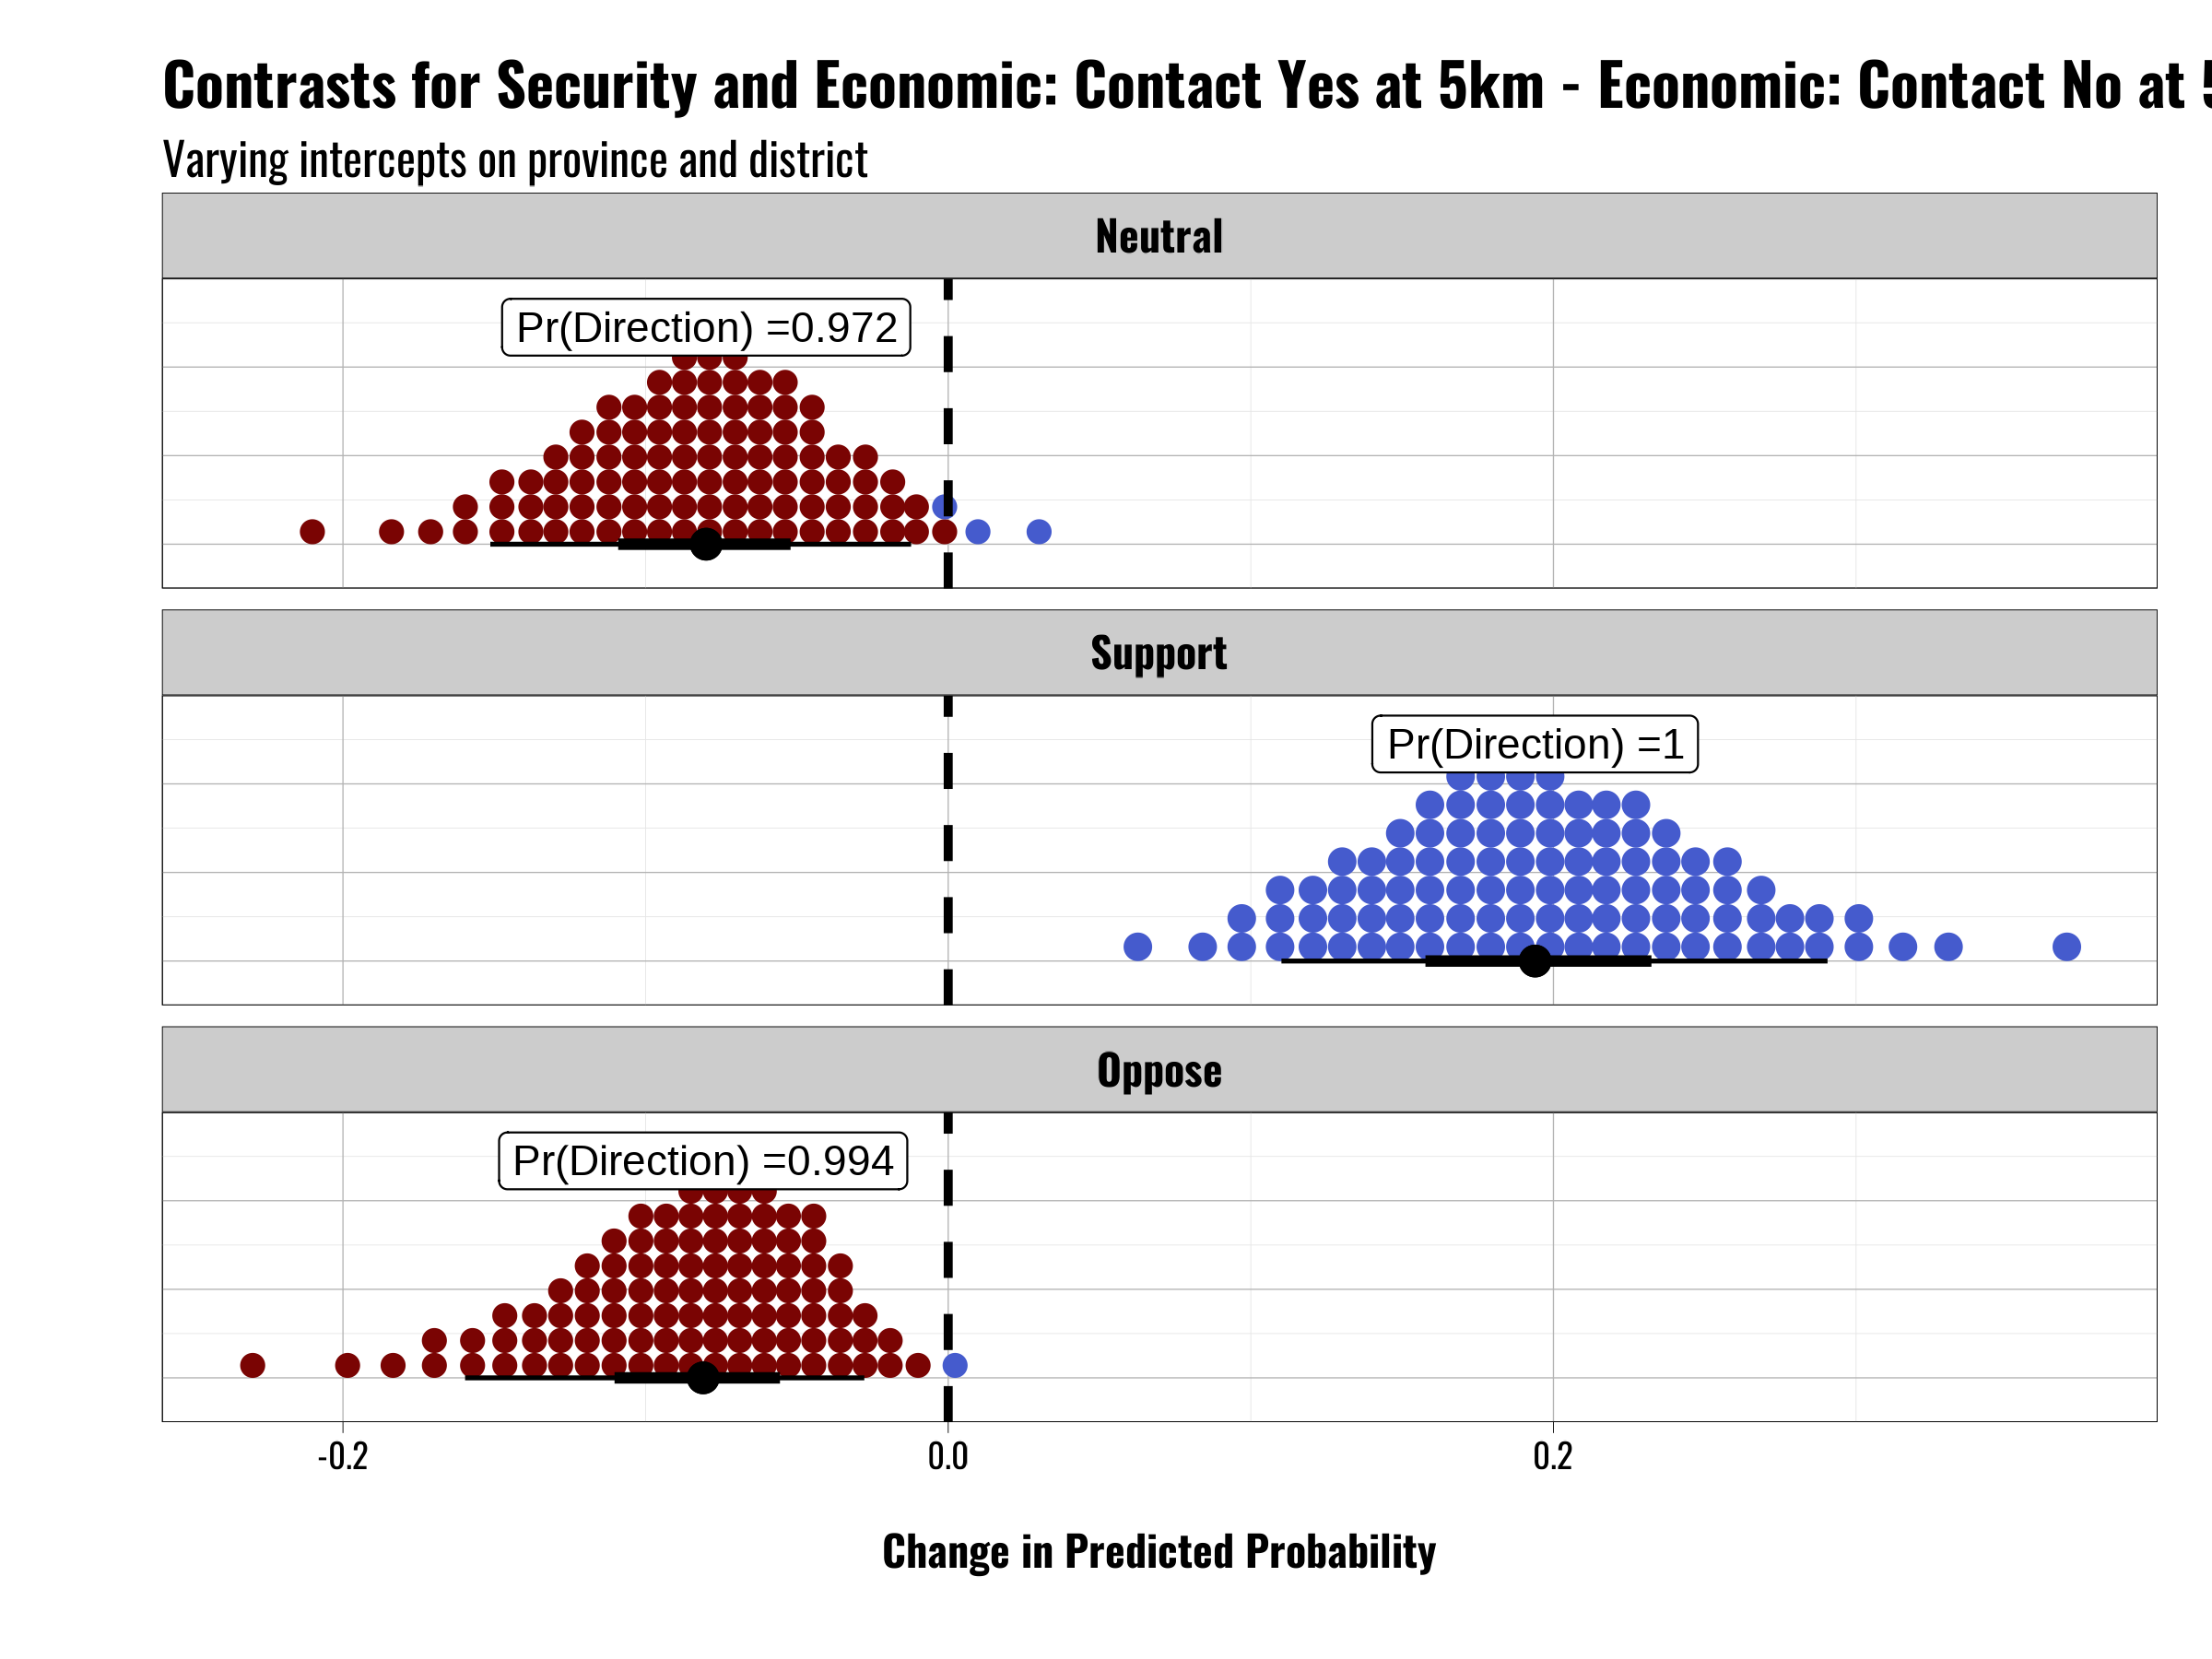 Contrasts for Security and Economic: Contact Yes at 5km - Economic: Contact No at
Varying intercepts on province and district
Neutral
Pr(Direction) =0.972
Support
Pr(Direction) =1
Oppose
Pr(Direction) =0.994
-0.2 0.0 0.2
Change in Predicted Probability